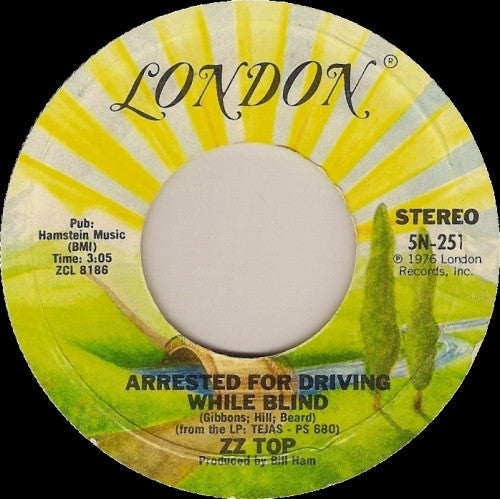 LONDON®
Pub:
Hamstein Music
(BMI)
Time: 3:05
ZCL 8186
STEREO
5N-251
℗ 1976 London
Records, Inc.
ARRESTED FOR DRIVING
WHILE BLIND
(Gibbons; Hill; Beard)
(from the LP: TEJAS - PS 680)
ZZ TOP
Produced by Bill Ham